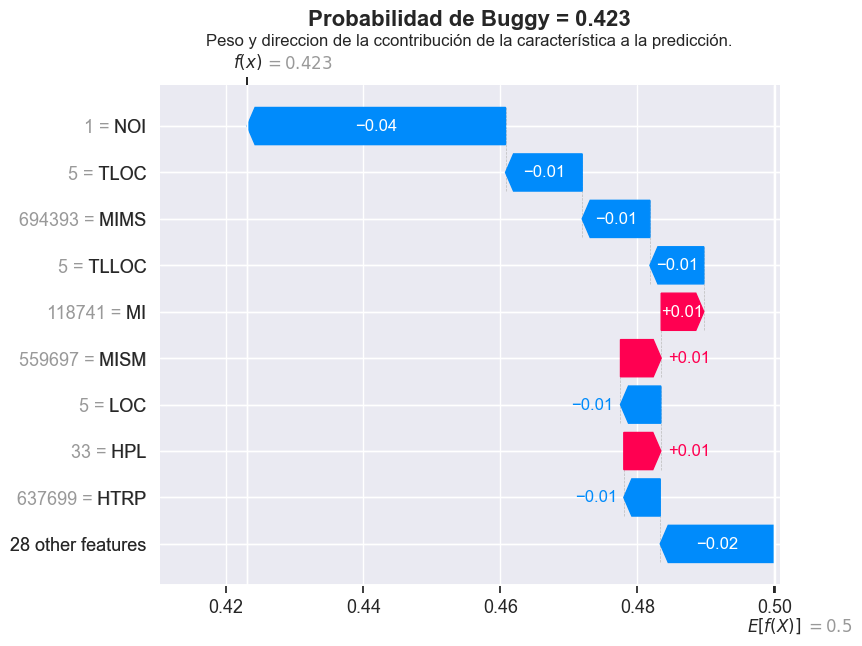 Probabilidad de Buggy = 0.423
Peso y direccion de la ccontribución de la característica a la predicción.
f(x) = 0.423
1 = NOI
−0.04
5 = TLOC
−0.01
694393 = MIMS
−0.01
5 = TLLOC
−0.01
118741 = MI
+0.01
559697 = MISM
+0.01
5 = LOC
−0.01
33 = HPL
+0.01
637699 = HTRP
−0.01
28 other features
−0.02
0.42 0.44 0.46 0.48 0.50
E[f(X)] = 0.5